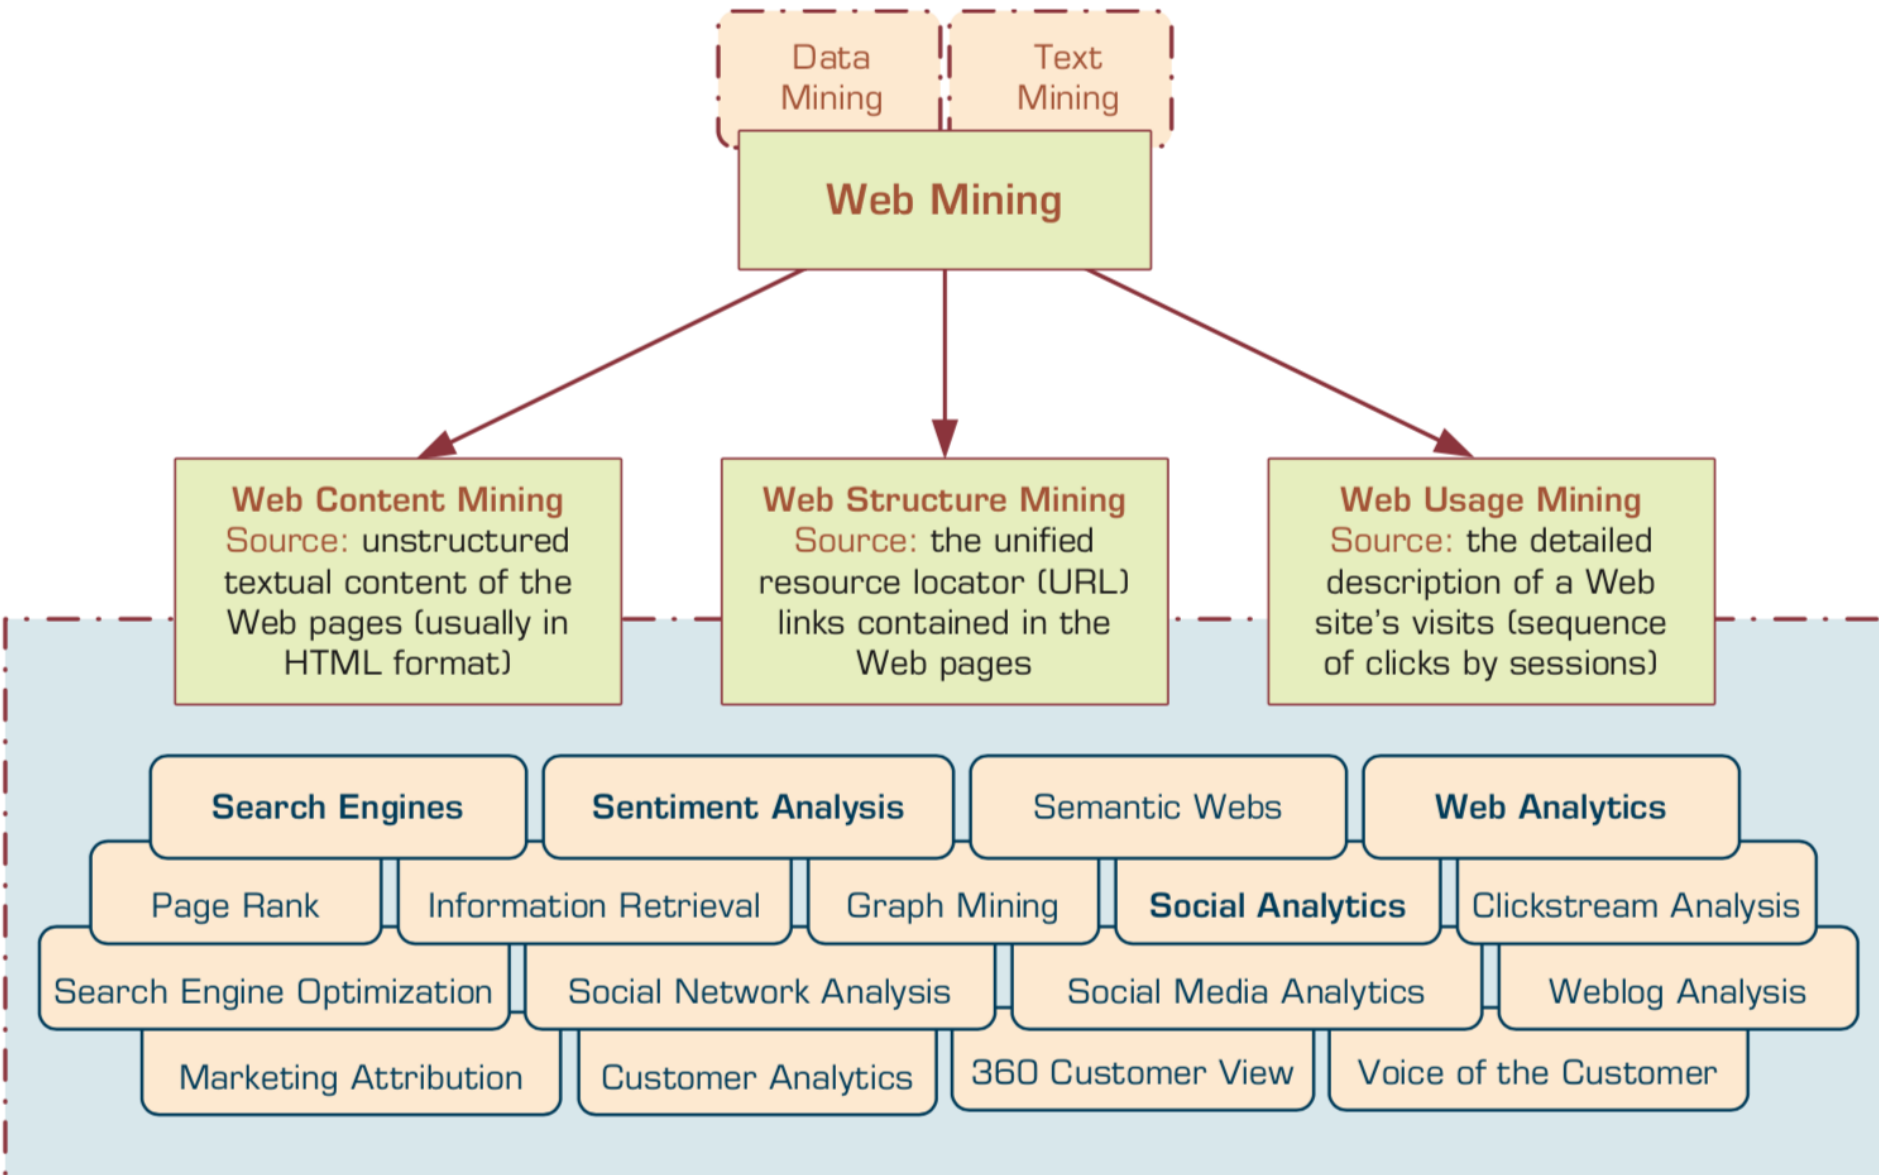 Data
Mining
Text
Mining
Web Mining
Web Content Mining
Source: unstructured
textual content of the
Web pages (usually in
HTML format)
Web Structure Mining
Source: the unified
resource locator (URL)
links contained in the
Web pages
Web Usage Mining
Source: the detailed
description of a Web
site's visits (sequence
of clicks by sessions)
Search Engines
Sentiment Analysis
Semantic Webs
Web Analytics
Page Rank
Information Retrieval
Graph Mining
Social Analytics
Clickstream Analysis
Search Engine Optimization
Social Network Analysis
Social Media Analytics
Weblog Analysis
Marketing Attribution
Customer Analytics
360 Customer View
Voice of the Customer